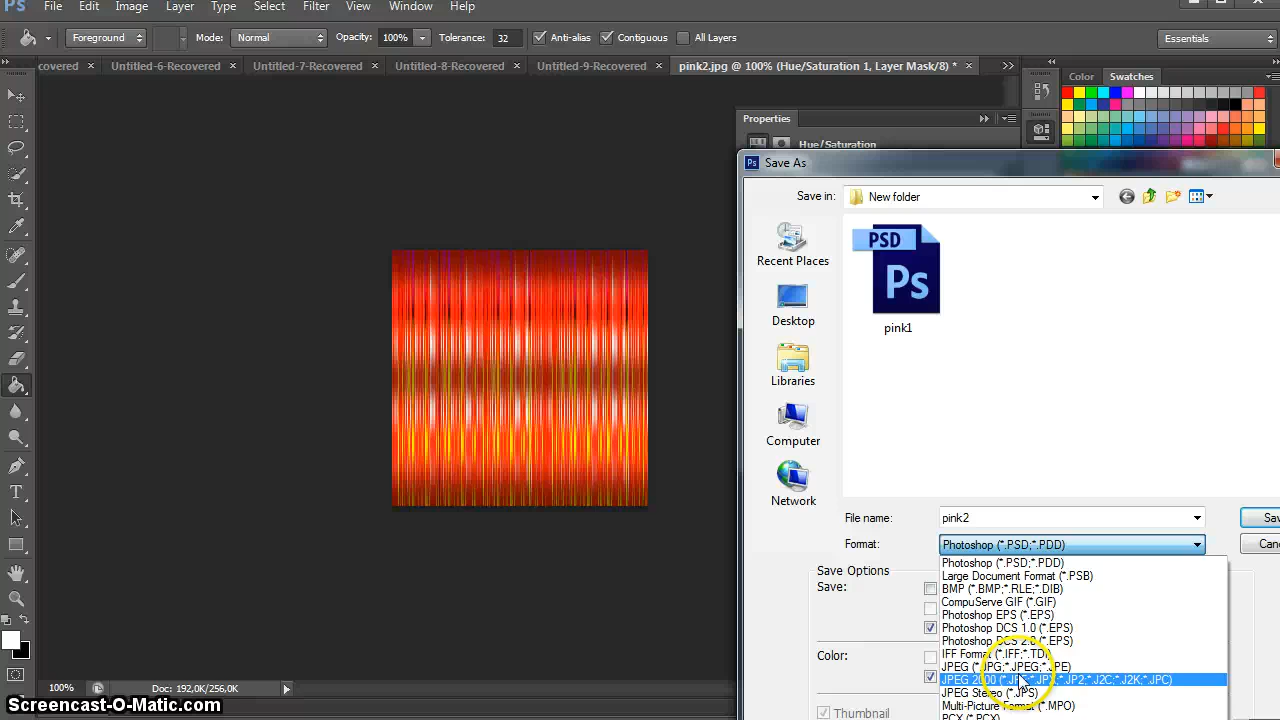 Ps File Edit Image Layer Type Select Filter View Window Help
Foreground Mode: Normal Opacity: 100% Tolerance: 32 Anti-alias Contiguous All Layers Essentials
covered × Untitled-6-Recovered × Untitled-7-Recovered × Untitled-8-Recovered × Untitled-9-Recovered × pink2.jpg @ 100% (Hue/Saturation 1, Layer Mask/8) * × Color Swatches
Properties
Hue/Saturation
Ps Save As
Save in: New folder
Recent Places
Desktop
Libraries
Computer
Network
PSD
Ps
pink1
File name: pink2 Sav
Format: Photoshop (*.PSD;*.PDD) Canc
Save Options
Save:
Color:
Thumbnail
Photoshop (*.PSD;*.PDD)
Large Document Format (*.PSB)
BMP (*.BMP;*.RLE;*.DIB)
CompuServe GIF (*.GIF)
Photoshop EPS (*.EPS)
Photoshop DCS 1.0 (*.EPS)
Photoshop DCS 2.0 (*.EPS)
IFF Format (*.IFF;*.TDI)
JPEG (*.JPG;*.JPEG;*.JPE)
JPEG 2000 (*.JPF;*.JPX;*.JP2;*.J2C;*.J2K;*.JPC)
JPEG Stereo (*.JPS)
Multi-Picture Format (*.MPO)
PCX (*.PCX)
100% Doc: 192,0K/256,0K
Screencast-O-Matic.com